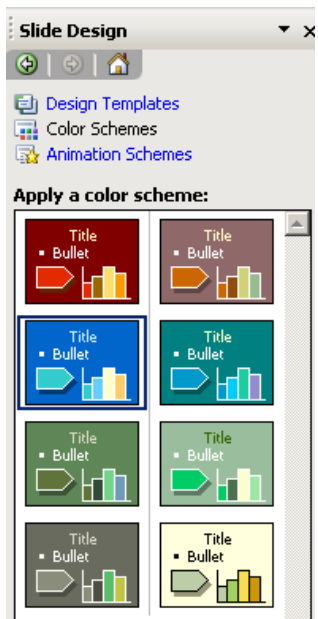 Slide Design
Design Templates
Color Schemes
Animation Schemes
Apply a color scheme:
Title
▪ Bullet
Title
▪ Bullet
Title
▪ Bullet
Title
▪ Bullet
Title
▪ Bullet
Title
▪ Bullet
Title
▪ Bullet
Title
▪ Bullet